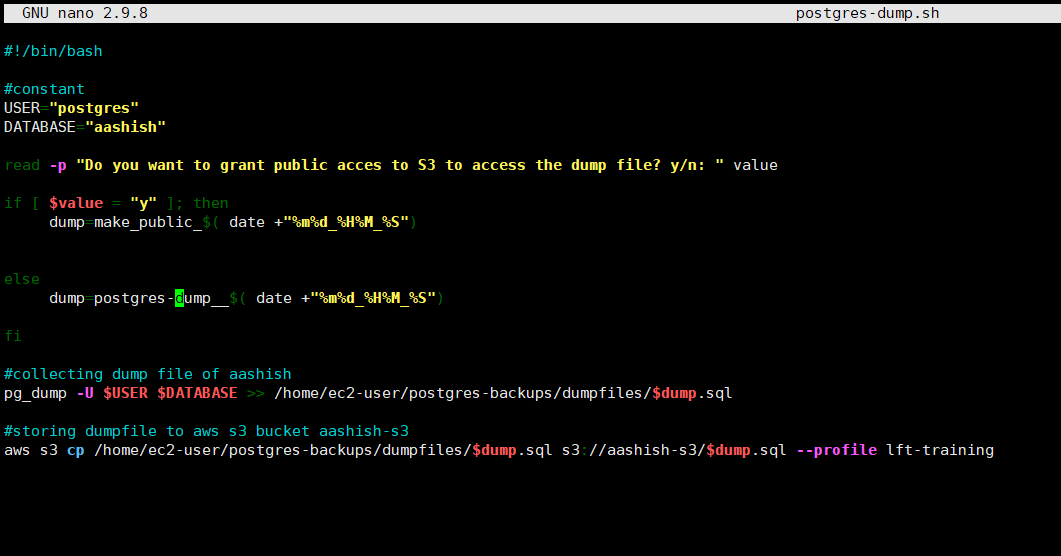 GNU nano 2.9.8 postgres-dump.sh
#!/bin/bash
#constant
USER="postgres"
DATABASE="aashish"
read -p "Do you want to grant public acces to S3 to access the dump file? y/n: " value
if [ $value = "y" ]; then
dump=make_public_$( date +"%m%d_%H%M_%S")
else
dump=postgres-dump__$( date +"%m%d_%H%M_%S")
fi
#collecting dump file of aashish
pg_dump -U $USER $DATABASE >> /home/ec2-user/postgres-backups/dumpfiles/$dump.sql
#storing dumpfile to aws s3 bucket aashish-s3
aws s3 cp /home/ec2-user/postgres-backups/dumpfiles/$dump.sql s3://aashish-s3/$dump.sql --profile lft-training